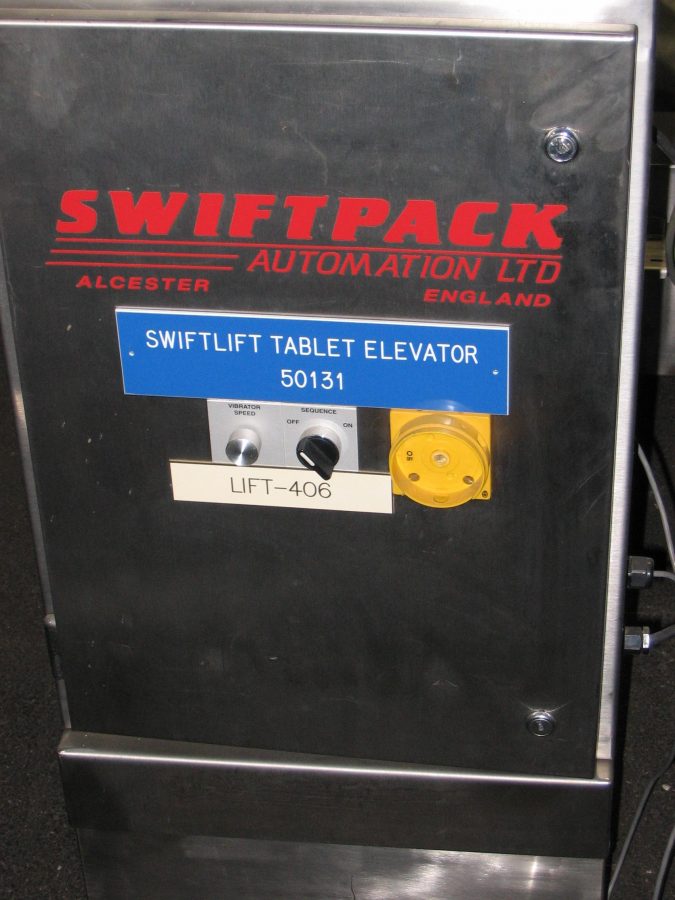 SWIFTPACK
AUTOMATION LTD
ALCESTER
ENGLAND
SWIFTLIFT TABLET ELEVATOR
50131
VIBRATOR
SPEED
SEQUENCE
OFF
ON
LIFT-406